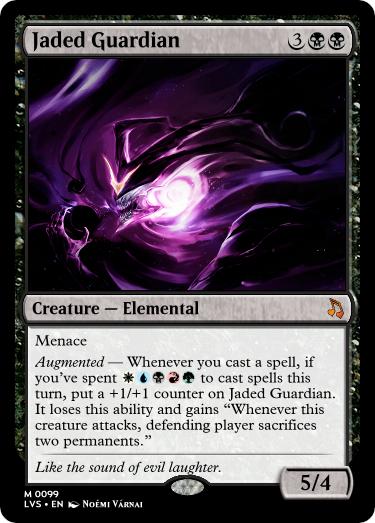 Jaded Guardian 3
Creature — Elemental
Menace
Augmented — Whenever you cast a spell, if
you've spent to cast spells this
turn, put a +1/+1 counter on Jaded Guardian.
It loses this ability and gains “Whenever this
creature attacks, defending player sacrifices
two permanents.”
Like the sound of evil laughter.
5/4
M 0099
LVS • EN Noémi Várnai